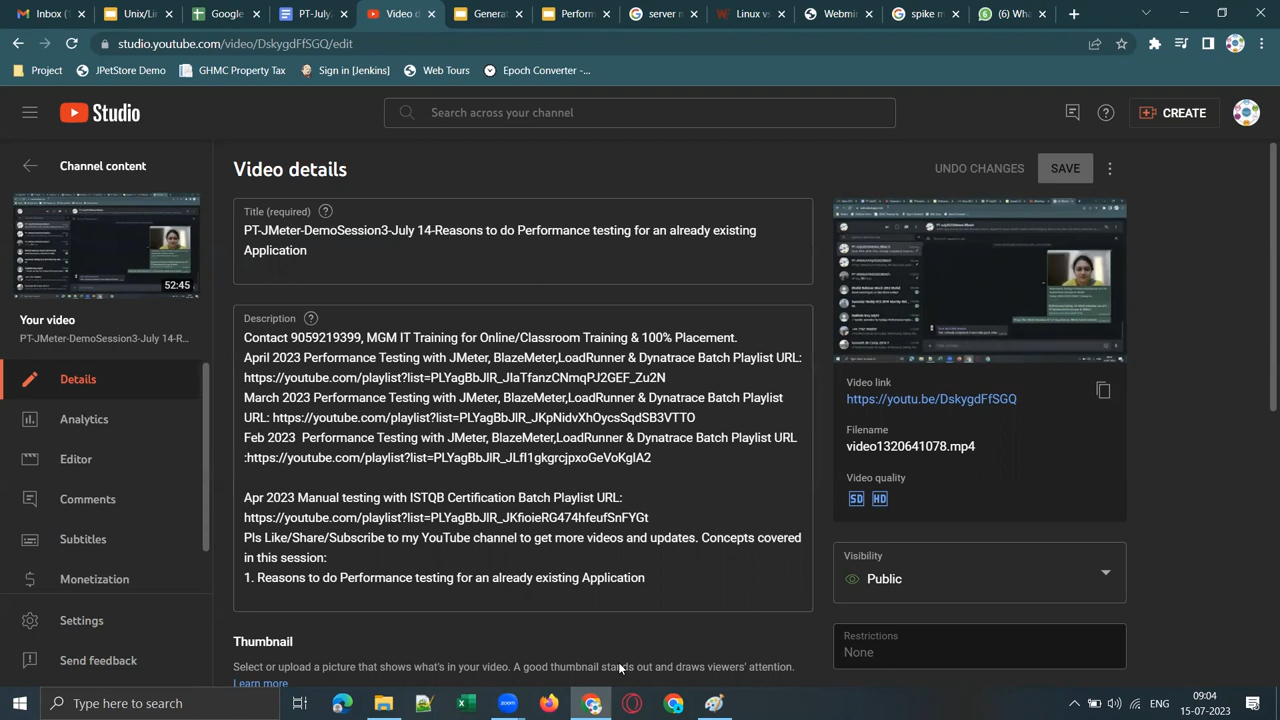 Inbox (
Unix/Li
Google
PT-July
Video d
Generat
Perform
server m
Linux vs
Webmin
spike m
(6) Wha
studio.youtube.com/video/DskygdFfSGQ/edit
Project
JPetStore Demo
GHMC Property Tax
Sign in [Jenkins]
Web Tours
Epoch Converter -...
Studio
Search across your channel
CREATE
Channel content
Video details
UNDO CHANGES
SAVE
52:45
Your video
PT-JMeter-DemoSession3-July 14-R...
Details
Analytics
Editor
Comments
Subtitles
Monetization
Settings
Send feedback
Title (required)
JMeter-DemoSession3-July 14-Reasons to do Performance testing for an already existing
Application
Description
MGM IT Training for Classroom Training & 100% Placement.
April 2023 Performance Testing with JMeter, BlazeMeter,LoadRunner & Dynatrace Batch Playlist URL:
https://youtube.com/playlist?list=PLYagBbJlR_JlaTfanzCNmqPJ2GEF_Zu2N
March 2023 Performance Testing with JMeter, BlazeMeter,LoadRunner & Dynatrace Batch Playlist
URL: https://youtube.com/playlist?list=PLYagBbJlR_JKpNidvXhOycsSqdSB3VTTO
Feb 2023 Performance Testing with JMeter, BlazeMeter,LoadRunner & Dynatrace Batch Playlist URL
:https://youtube.com/playlist?list=PLYagBbJlR_JLfI1gkgrcjpxoGeVoKgIA2
Apr 2023 Manual testing with ISTQB Certification Batch Playlist URL:
https://youtube.com/playlist?list=PLYagBbJlR_JKfioieRG474hfeufSnFYGt
Pls Like/Share/Subscribe to my YouTube channel to get more videos and updates. Concepts covered
in this session:
1. Reasons to do Performance testing for an already existing Application
Thumbnail
Select or upload a picture that shows what's in your video. A good thumbnail stands out and draws viewers' attention.
Learn more
Video link
https://youtu.be/DskygdFfSGQ
Filename
video1320641078.mp4
Video quality
SD HD
Visibility
Public
Restrictions
None
Type here to search
ENG
09:04
15-07-2023